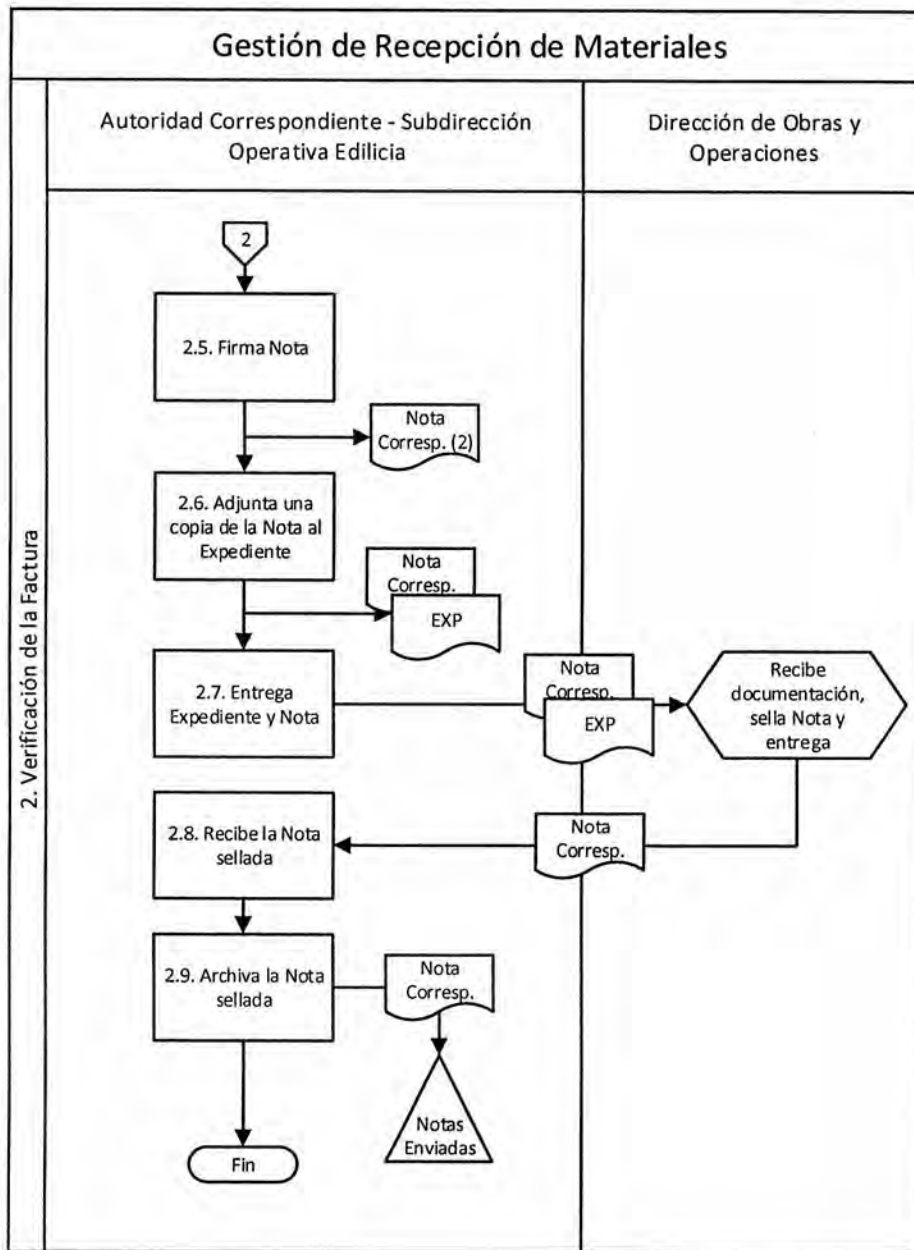 Gestión de Recepción de Materiales
Autoridad Correspondiente - Subdirección
Operativa Edilicia
Dirección de Obras y
Operaciones
2. Verificación de la Factura
2
2.5. Firma Nota
Nota
Corresp. (2)
2.6. Adjunta una
copia de la Nota al
Expediente
Nota
Corresp.
EXP
2.7. Entrega
Expediente y Nota
Nota
Corresp.
EXP
Recibe
documentación,
sella Nota y
entrega
2.8. Recibe la Nota
sellada
Nota
Corresp.
2.9. Archiva la Nota
sellada
Nota
Corresp.
Notas
Enviadas
Fin